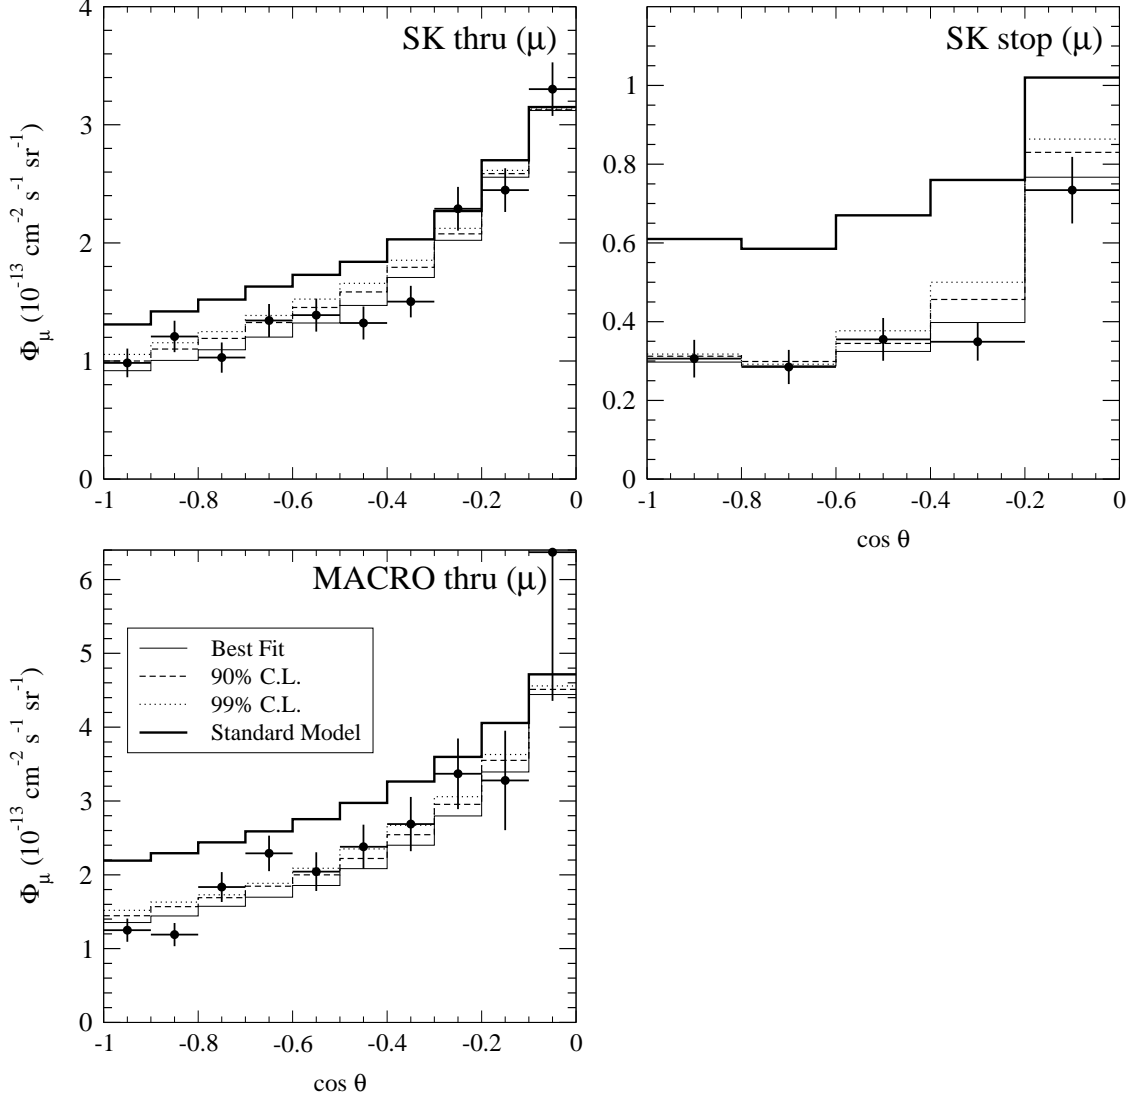 SK thru (μ)
4
3
2
1
0
Φμ (10⁻¹³ cm⁻² s⁻¹ sr⁻¹)
-1 -0.8 -0.6 -0.4 -0.2 0
SK stop (μ)
1
0.8
0.6
0.4
0.2
0
-1 -0.8 -0.6 -0.4 -0.2 0
cos θ
MACRO thru (μ)
6
5
4
3
2
1
0
Φμ (10⁻¹³ cm⁻² s⁻¹ sr⁻¹)
Best Fit
90% C.L.
99% C.L.
Standard Model
-1 -0.8 -0.6 -0.4 -0.2 0
cos θ